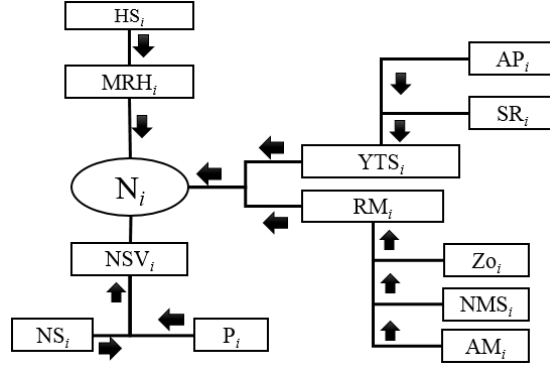 HSᵢ
MRHᵢ
Nᵢ
NSVᵢ
NSᵢ
Pᵢ
APᵢ
SRᵢ
YTSᵢ
RMᵢ
Zoᵢ
NMSᵢ
AMᵢ